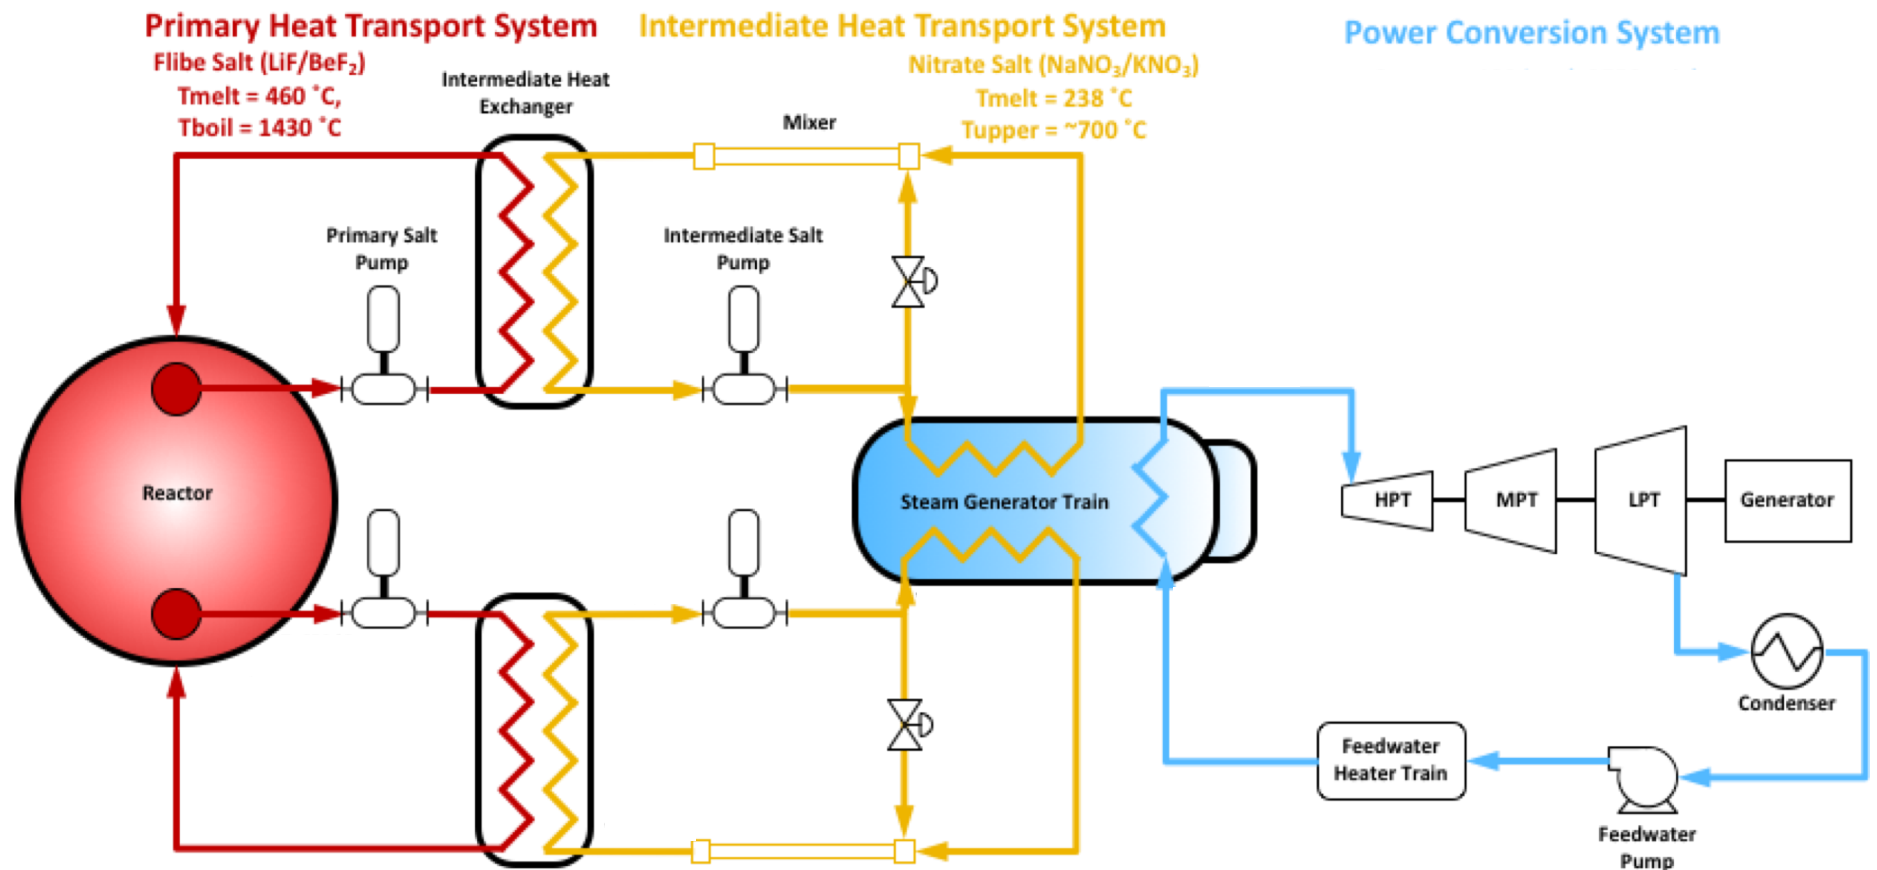 Primary Heat Transport System
Flibe Salt (LiF/BeF₂)
Tmelt = 460 ˚C,
Tboil = 1430 ˚C
Intermediate Heat Transport System
Nitrate Salt (NaNO₃/KNO₃)
Tmelt = 238 ˚C
Tupper = ~700 ˚C
Power Conversion System
Intermediate Heat
Exchanger
Mixer
Primary Salt
Pump
Intermediate Salt
Pump
Reactor
Steam Generator Train
HPT
MPT
LPT
Generator
Condenser
Feedwater
Heater Train
Feedwater
Pump